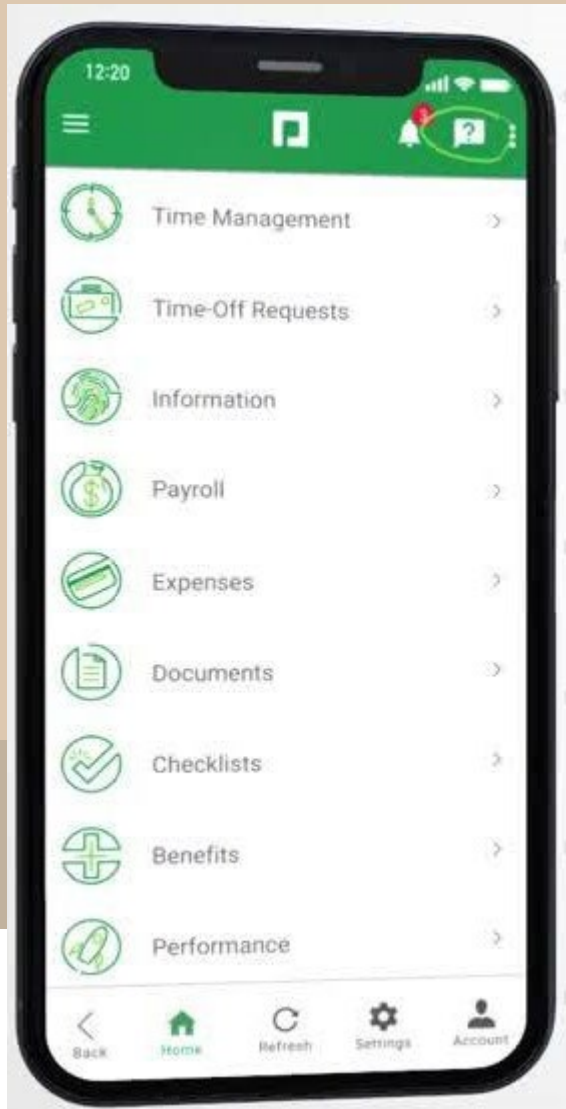 12:20
3
?
Time Management
Time-Off Requests
Information
$
Payroll
Expenses
Documents
Checklists
Benefits
Performance
Back
Home
Refresh
Settings
Account